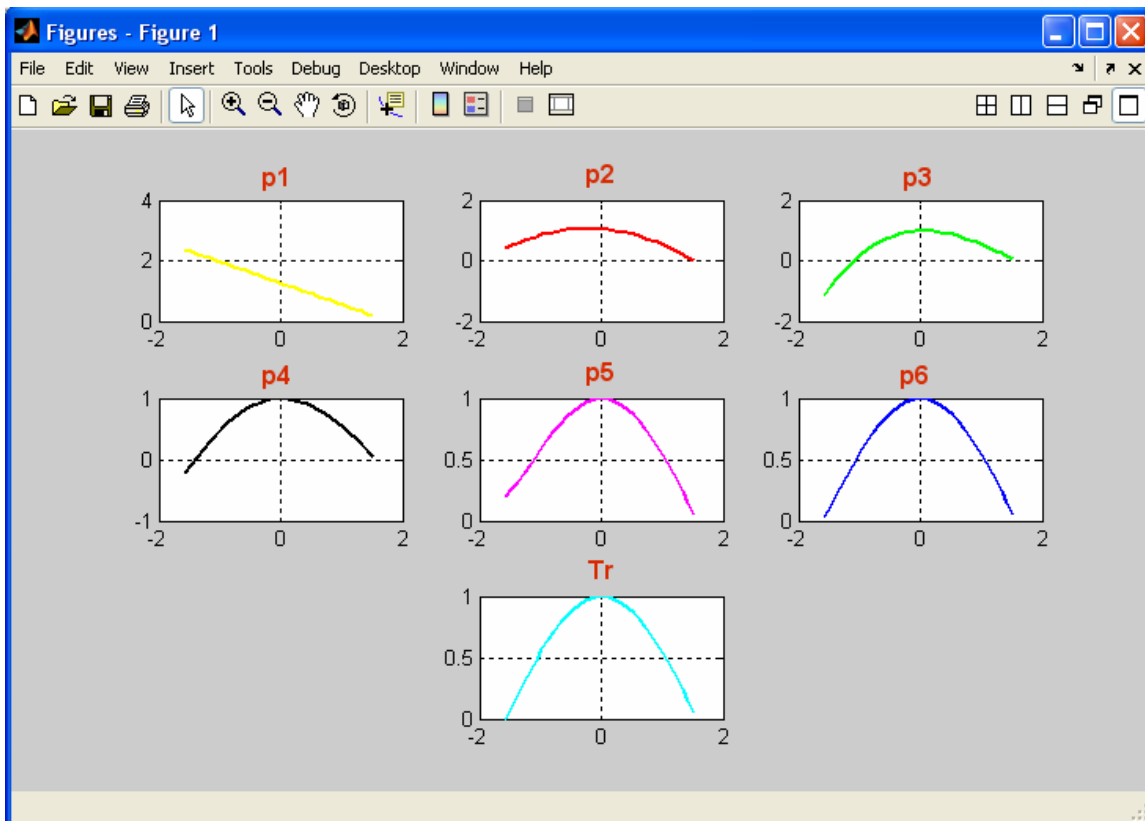 Figures - Figure 1
File Edit View Insert Tools Debug Desktop Window Help
p1 p2 p3
4 2 2
2 0 0
0 -2 -2
-2 0 2 -2 0 2 -2 0 2
p4 p5 p6
1 1 1
0 0.5 0.5
-1 0 0
-2 0 2 -2 0 2 -2 0 2
Tr
1
0.5
0
-2 0 2